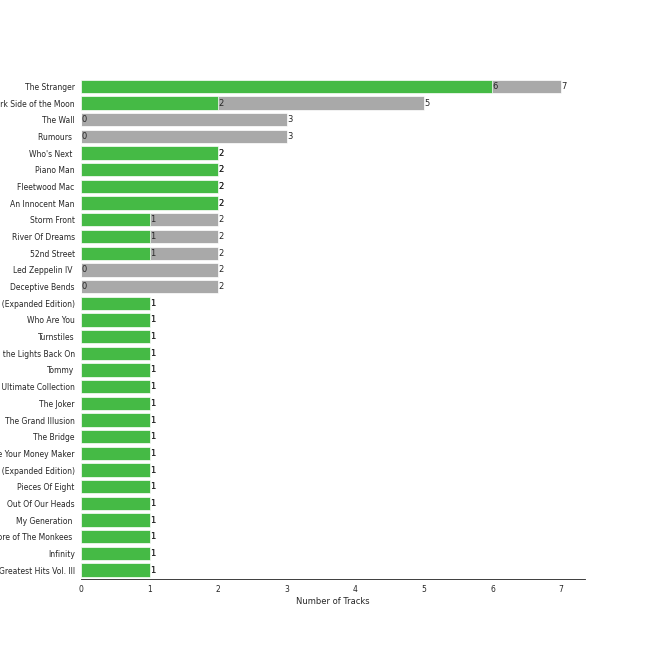 The Stranger 6 7
rk Side of the Moon 2 5
The Wall 0 3
Rumours 0 3
Who's Next 2
Piano Man 2
Fleetwood Mac 2
An Innocent Man 2
Storm Front 1 2
River Of Dreams 1 2
52nd Street 1 2
Led Zeppelin IV 0 2
Deceptive Bends 0 2
(Expanded Edition) 1
Who Are You 1
Turnstiles 1
the Lights Back On 1
Tommy 1
Ultimate Collection 1
The Joker 1
The Grand Illusion 1
The Bridge 1
e Your Money Maker 1
(Expanded Edition) 1
Pieces Of Eight 1
Out Of Our Heads 1
My Generation 1
ore of The Monkees 1
Infinity 1
Greatest Hits Vol. III 1
0 1 2 3 4 5 6 7
Number of Tracks